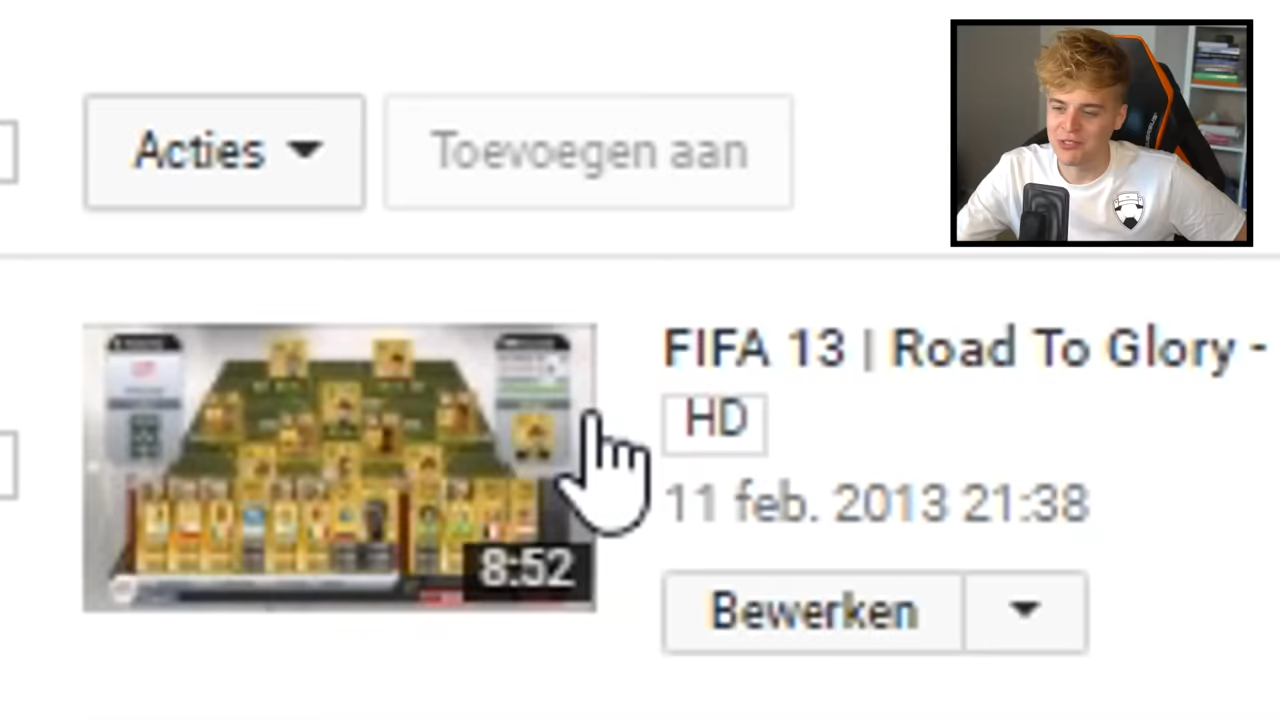 Acties
Toevoegen aan
FIFA 13 | Road To Glory -
HD
11 feb. 2013 21:38
8:52
Bewerken